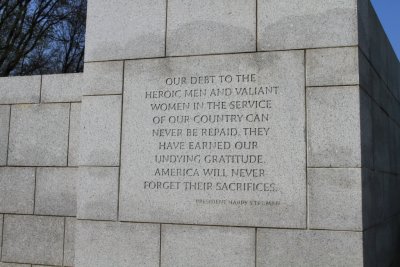 OUR DEBT TO THE
HEROIC MEN AND VALIANT
WOMEN IN THE SERVICE
OF OUR COUNTRY CAN
NEVER BE REPAID. THEY
HAVE EARNED OUR
UNDYING GRATITUDE.
AMERICA WILL NEVER
FORGET THEIR SACRIFICES.
PRESIDENT HARRY S TRUMAN